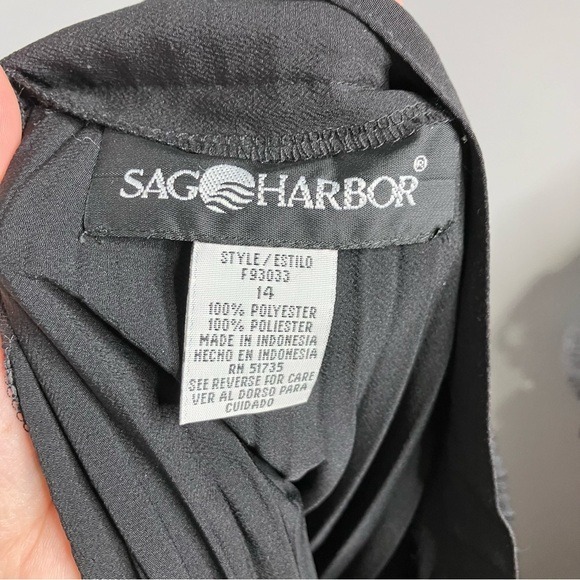 SAG HARBOR®
STYLE/ESTILO
F93033
14
100% POLYESTER
100% POLIESTER
MADE IN INDONESIA
HECHO EN INDONESIA
RN 51735
SEE REVERSE FOR CARE
VER AL DORSO PARA
CUIDADO